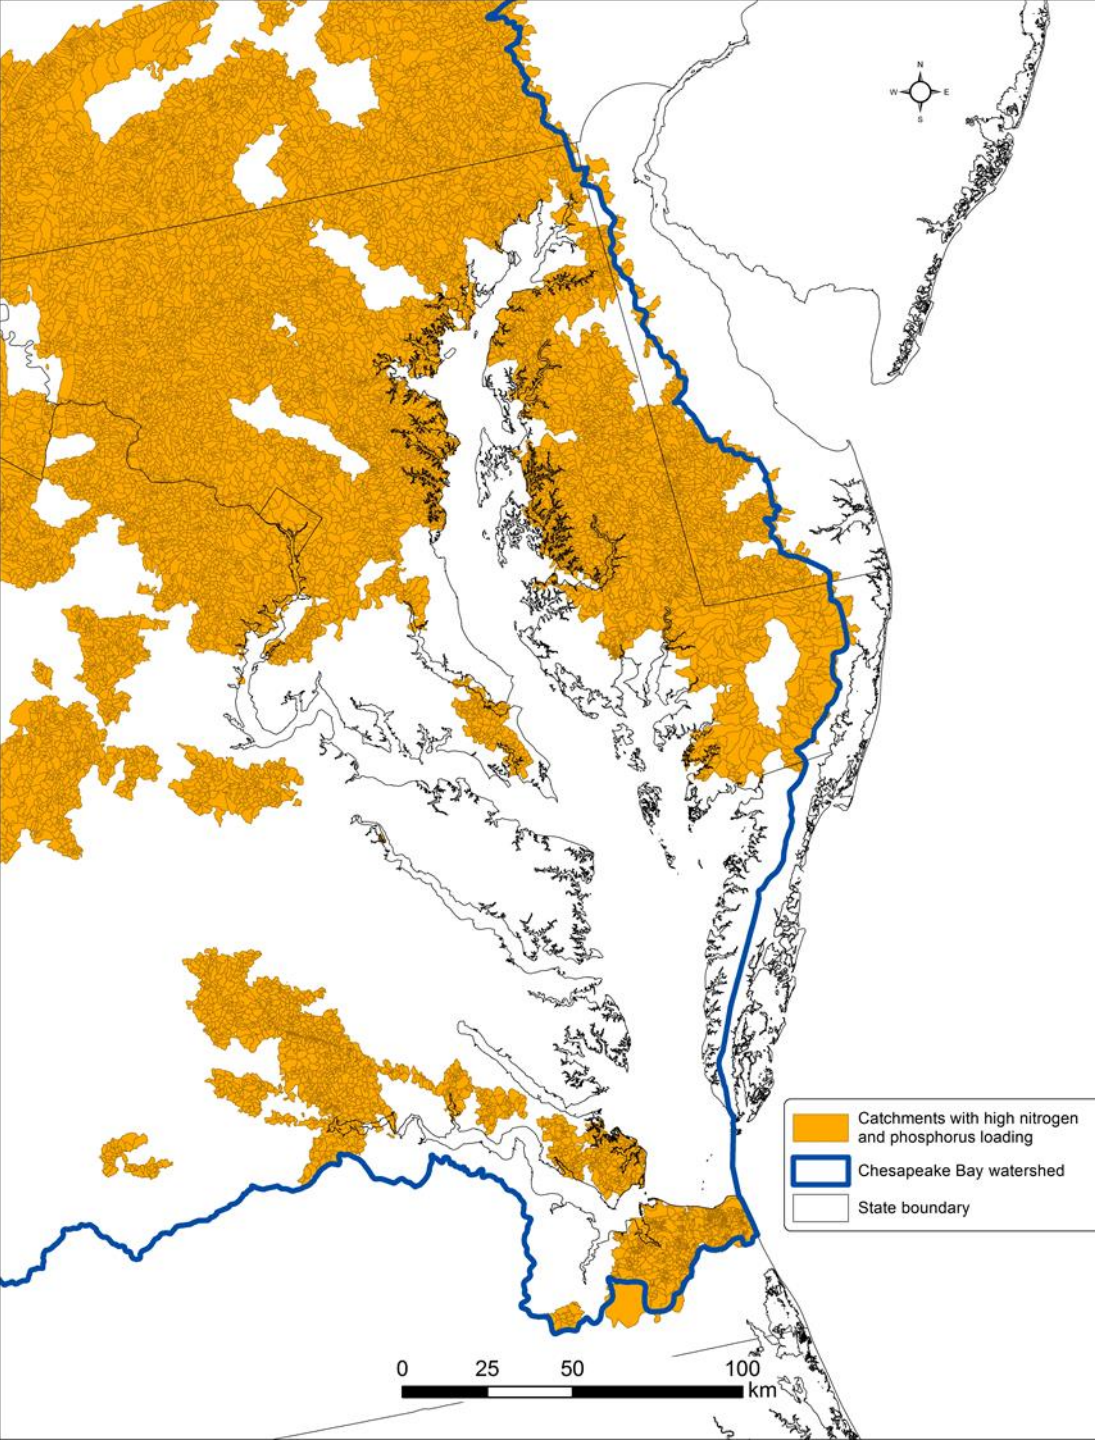 N
W E
S
Catchments with high nitrogen
and phosphorus loading
Chesapeake Bay watershed
State boundary
0 25 50 100
km